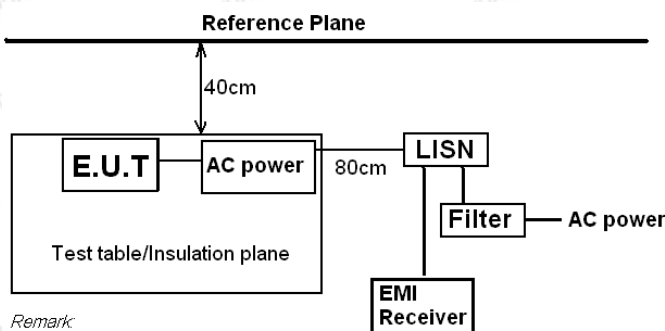 Reference Plane
40cm
E.U.T
AC power
80cm
LISN
Filter
AC power
Test table/Insulation plane
EMI
Receiver
Remark: